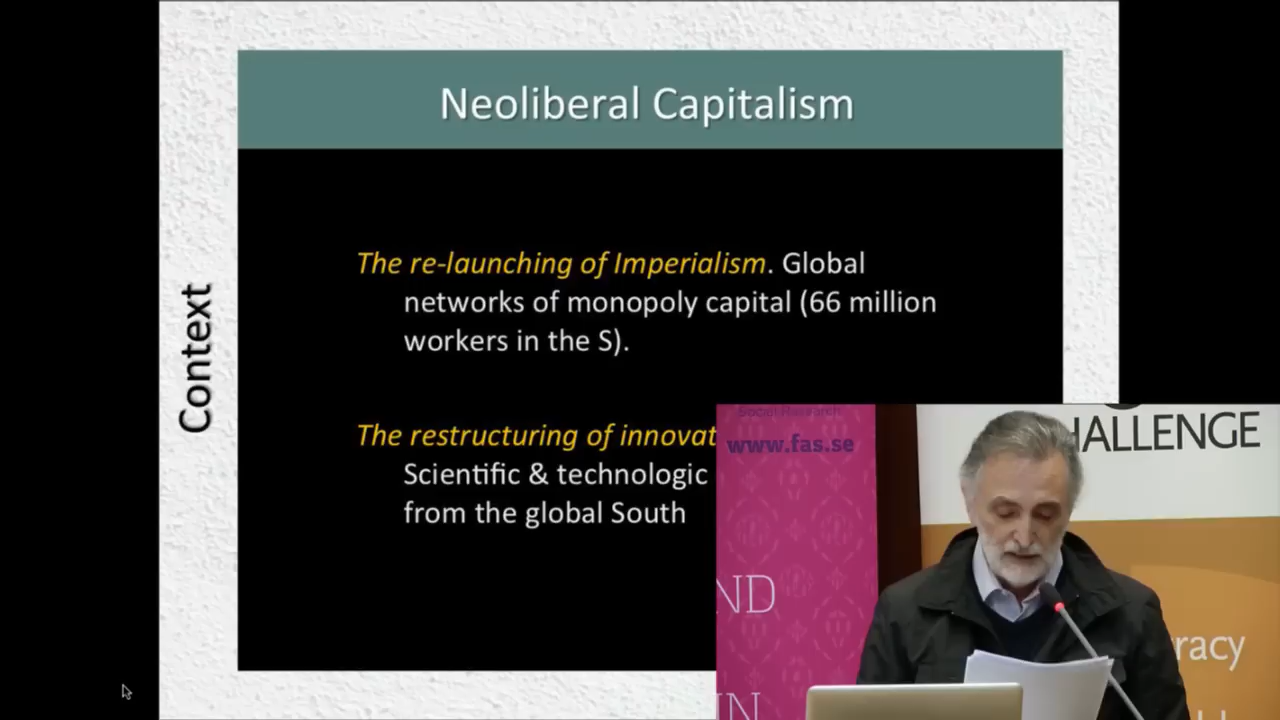 Neoliberal Capitalism
Context
The re-launching of Imperialism. Global
networks of monopoly capital (66 million
workers in the S).
The restructuring of innovat
Scientific & technologic
from the global South
Social Research
www.fas.se
HALLENGE
ND
IN
racy